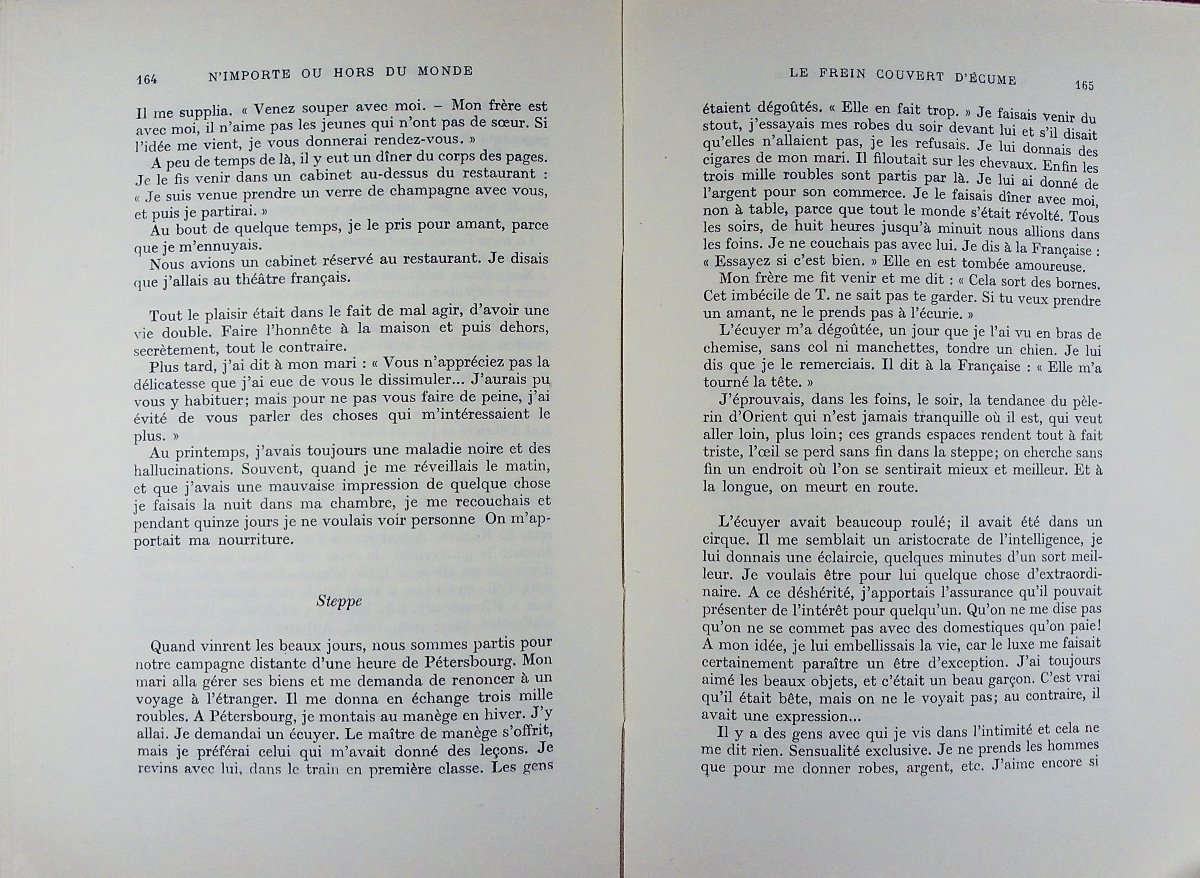 164 N'IMPORTE OU HORS DU MONDE
Il me supplia. « Venez souper avec moi. – Mon frère est
avec moi, il n'aime pas les jeunes qui n'ont pas de sœur. Si
l'idée me vient, je vous donnerai rendez-vous. »
A peu de temps de là, il y eut un dîner du corps des pages.
Je le fis venir dans un cabinet au-dessus du restaurant :
« Je suis venue prendre un verre de champagne avec vous,
et puis je partirai. »
Au bout de quelque temps, je le pris pour amant, parce
que je m'ennuyais.
Nous avions un cabinet réservé au restaurant. Je disais
que j'allais au théâtre français.
Tout le plaisir était dans le fait de mal agir, d'avoir une
vie double. Faire l'honnête à la maison et puis dehors,
secrètement, tout le contraire.
Plus tard, j'ai dit à mon mari : « Vous n'appréciez pas la
délicatesse que j'ai eue de vous le dissimuler... J'aurais pu
vous y habituer; mais pour ne pas vous faire de peine, j'ai
évité de vous parler des choses qui m'intéressaient le
plus. »
Au printemps, j'avais toujours une maladie noire et des
hallucinations. Souvent, quand je me réveillais le matin,
et que j'avais une mauvaise impression de quelque chose
je faisais la nuit dans ma chambre, je me recouchais et
pendant quinze jours je ne voulais voir personne On m'ap-
portait ma nourriture.
Steppe
Quand vinrent les beaux jours, nous sommes partis pour
notre campagne distante d'une heure de Pétersbourg. Mon
mari alla gérer ses biens et me demanda de renoncer à un
voyage à l'étranger. Il me donna en échange trois mille
roubles. A Pétersbourg, je montais au manège en hiver. J'y
allai. Je demandai un écuyer. Le maître de manège s'offrit,
mais je préférai celui qui m'avait donné des leçons. Je
revins avec lui, dans le train en première classe. Les gens
LE FREIN COUVERT D'ÉCUME 165
étaient dégoûtés. « Elle en fait trop. » Je faisais venir du
stout, j'essayais mes robes du soir devant lui et s'il disait
qu'elles n'allaient pas, je les refusais. Je lui donnais des
cigares de mon mari. Il filoutait sur les chevaux. Enfin les
trois mille roubles sont partis par là. Je lui ai donné de
l'argent pour son commerce. Je le faisais dîner avec moi,
non à table, parce que tout le monde s'était révolté. Tous
les soirs, de huit heures jusqu'à minuit nous allions dans
les foins. Je ne couchais pas avec lui. Je dis à la Française :
« Essayez si c'est bien. » Elle en est tombée amoureuse.
Mon frère me fit venir et me dit : « Cela sort des bornes.
Cet imbécile de T. ne sait pas te garder. Si tu veux prendre
un amant, ne le prends pas à l'écurie. »
L'écuyer m'a dégoûtée, un jour que je l'ai vu en bras de
chemise, sans col ni manchettes, tondre un chien. Je lui
dis que je le remerciais. Il dit à la Française : « Elle m'a
tourné la tête. »
J'éprouvais, dans les foins, le soir, la tendance du pèle-
rin d'Orient qui n'est jamais tranquille où il est, qui veut
aller loin, plus loin; ces grands espaces rendent tout à fait
triste, l'œil se perd sans fin dans la steppe; on cherche sans
fin un endroit où l'on se sentirait mieux et meilleur. Et à
la longue, on meurt en route.
L'écuyer avait beaucoup roulé; il avait été dans un
cirque. Il me semblait un aristocrate de l'intelligence, je
lui donnais une éclaircie, quelques minutes d'un sort meil-
leur. Je voulais être pour lui quelque chose d'extraordi-
naire. A ce déshérité, j'apportais l'assurance qu'il pouvait
présenter de l'intérêt pour quelqu'un. Qu'on ne me dise pas
qu'on ne se commet pas avec des domestiques qu'on paie!
A mon idée, je lui embellissais la vie, car le luxe me faisait
certainement paraître un être d'exception. J'ai toujours
aimé les beaux objets, et c'était un beau garçon. C'est vrai
qu'il était bête, mais on ne le voyait pas; au contraire, il
avait une expression...
Il y a des gens avec qui je vis dans l'intimité et cela ne
me dit rien. Sensualité exclusive. Je ne prends les hommes
que pour me donner robes, argent, etc. J'aime encore si